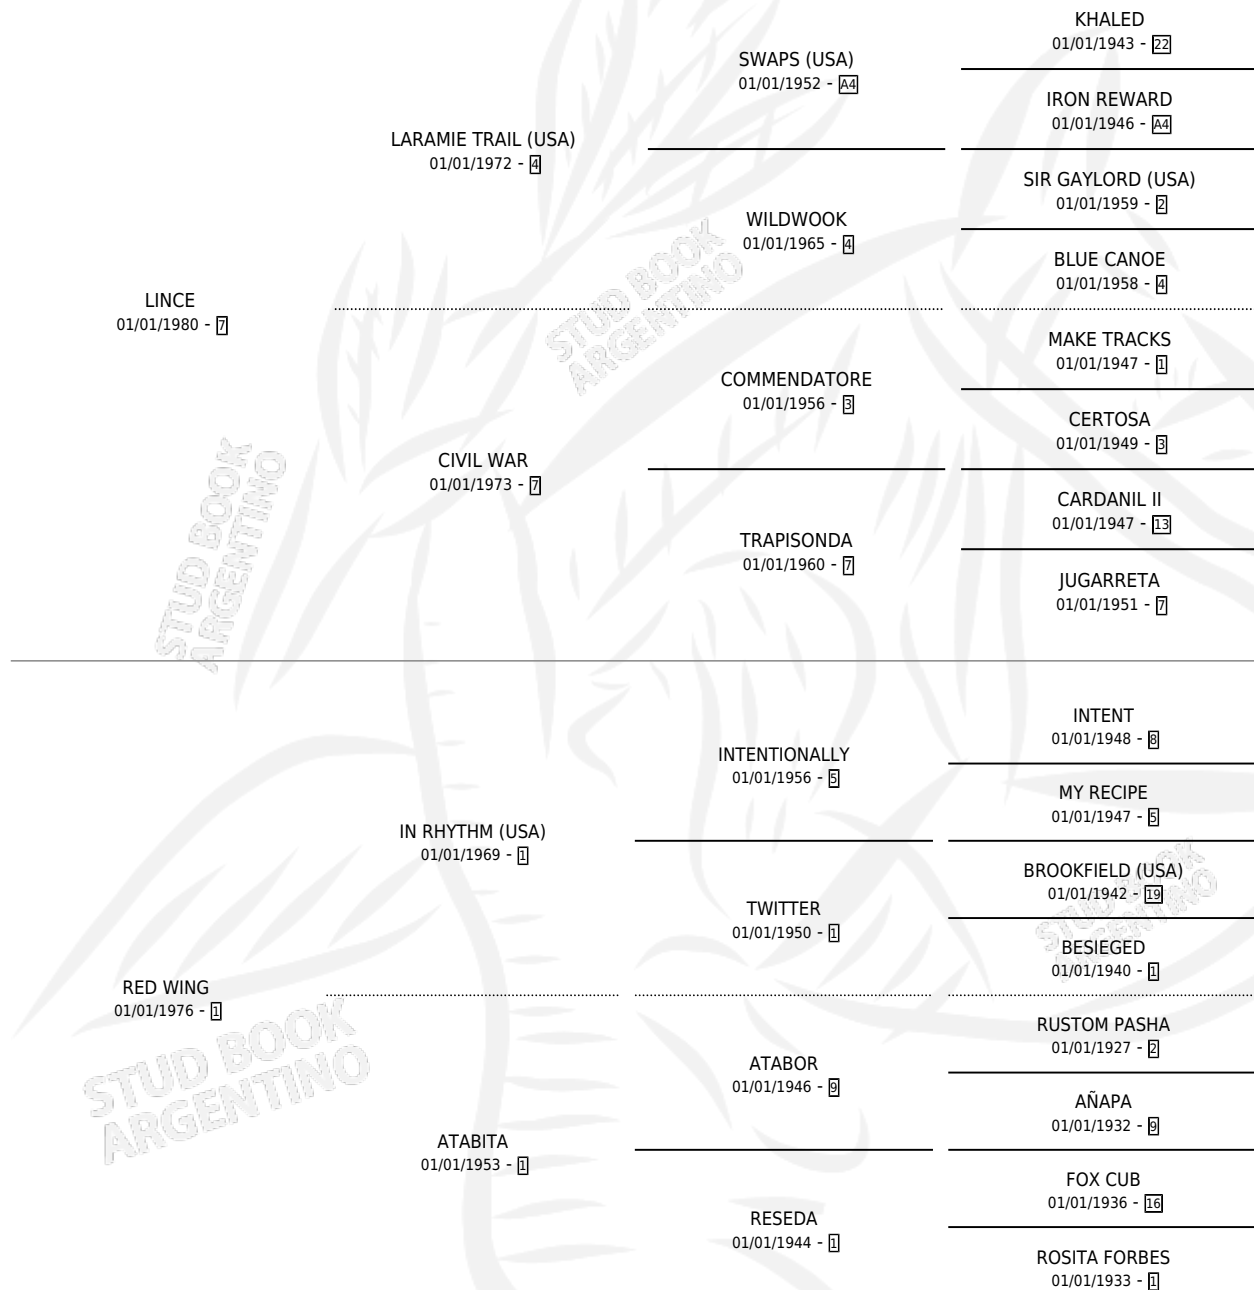 KHALED
01/01/1943 - 22
SWAPS (USA)
01/01/1952 - A4
IRON REWARD
01/01/1946 - A4
LARAMIE TRAIL (USA)
01/01/1972 - 4
SIR GAYLORD (USA)
01/01/1959 - 2
WILDWOOK
01/01/1965 - 4
BLUE CANOE
01/01/1958 - 4
LINCE
01/01/1980 - 7
MAKE TRACKS
01/01/1947 - 1
COMMENDATORE
01/01/1956 - 3
CERTOSA
01/01/1949 - 3
CIVIL WAR
01/01/1973 - 7
CARDANIL II
01/01/1947 - 13
TRAPISONDA
01/01/1960 - 7
JUGARRETA
01/01/1951 - 7
INTENT
01/01/1948 - 8
INTENTIONALLY
01/01/1956 - 5
MY RECIPE
01/01/1947 - 5
IN RHYTHM (USA)
01/01/1969 - 1
BROOKFIELD (USA)
01/01/1942 - 19
TWITTER
01/01/1950 - 1
BESIEGED
01/01/1940 - 1
RED WING
01/01/1976 - 1
RUSTOM PASHA
01/01/1927 - 2
ATABOR
01/01/1946 - 9
AÑAPA
01/01/1932 - 9
ATABITA
01/01/1953 - 1
FOX CUB
01/01/1936 - 16
RESEDA
01/01/1944 - 1
ROSITA FORBES
01/01/1933 - 1
STUD BOOK
ARGENTINO
STUD BOOK
ARGENTINO
STUD BOOK
ARGENTINO
STUD BOOK
ARGENTINO